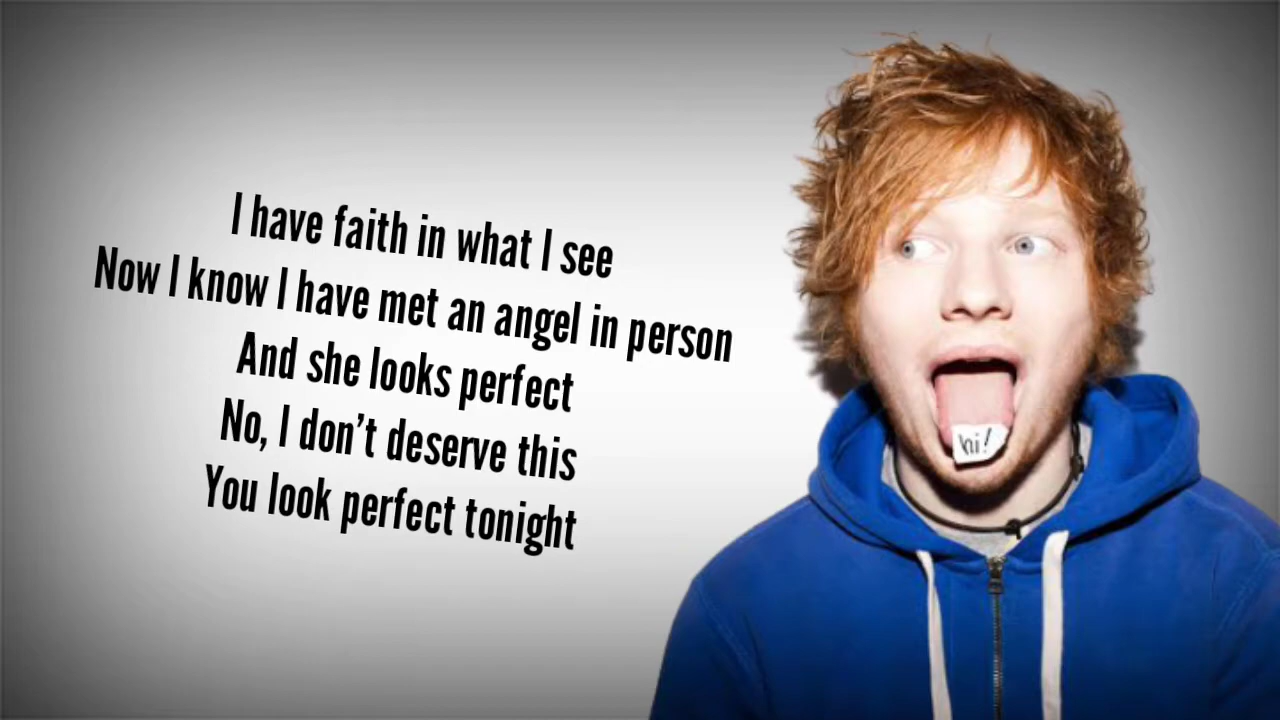 I have faith in what I see
Now I know I have met an angel in person
And she looks perfect
No, I don't deserve this
You look perfect tonight
hi!